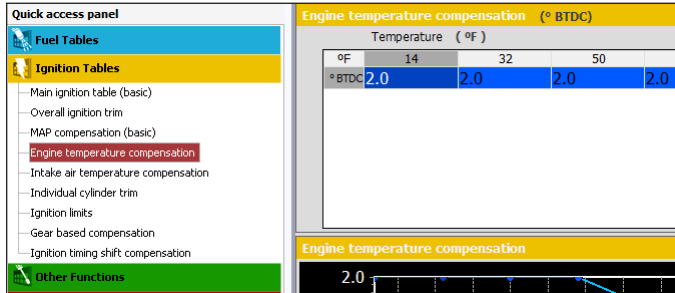 Quick access panel
Fuel Tables
Ignition Tables
Main ignition table (basic)
Overall ignition trim
MAP compensation (basic)
Engine temperature compensation
Intake air temperature compensation
Individual cylinder trim
Ignition limits
Gear based compensation
Ignition timing shift compensation
Other Functions
Engine temperature compensation (º BTDC)
Temperature ( ºF )
ºF 14 32 50
º BTDC 2.0 2.0 2.0 2.0
Engine temperature compensation
2.0